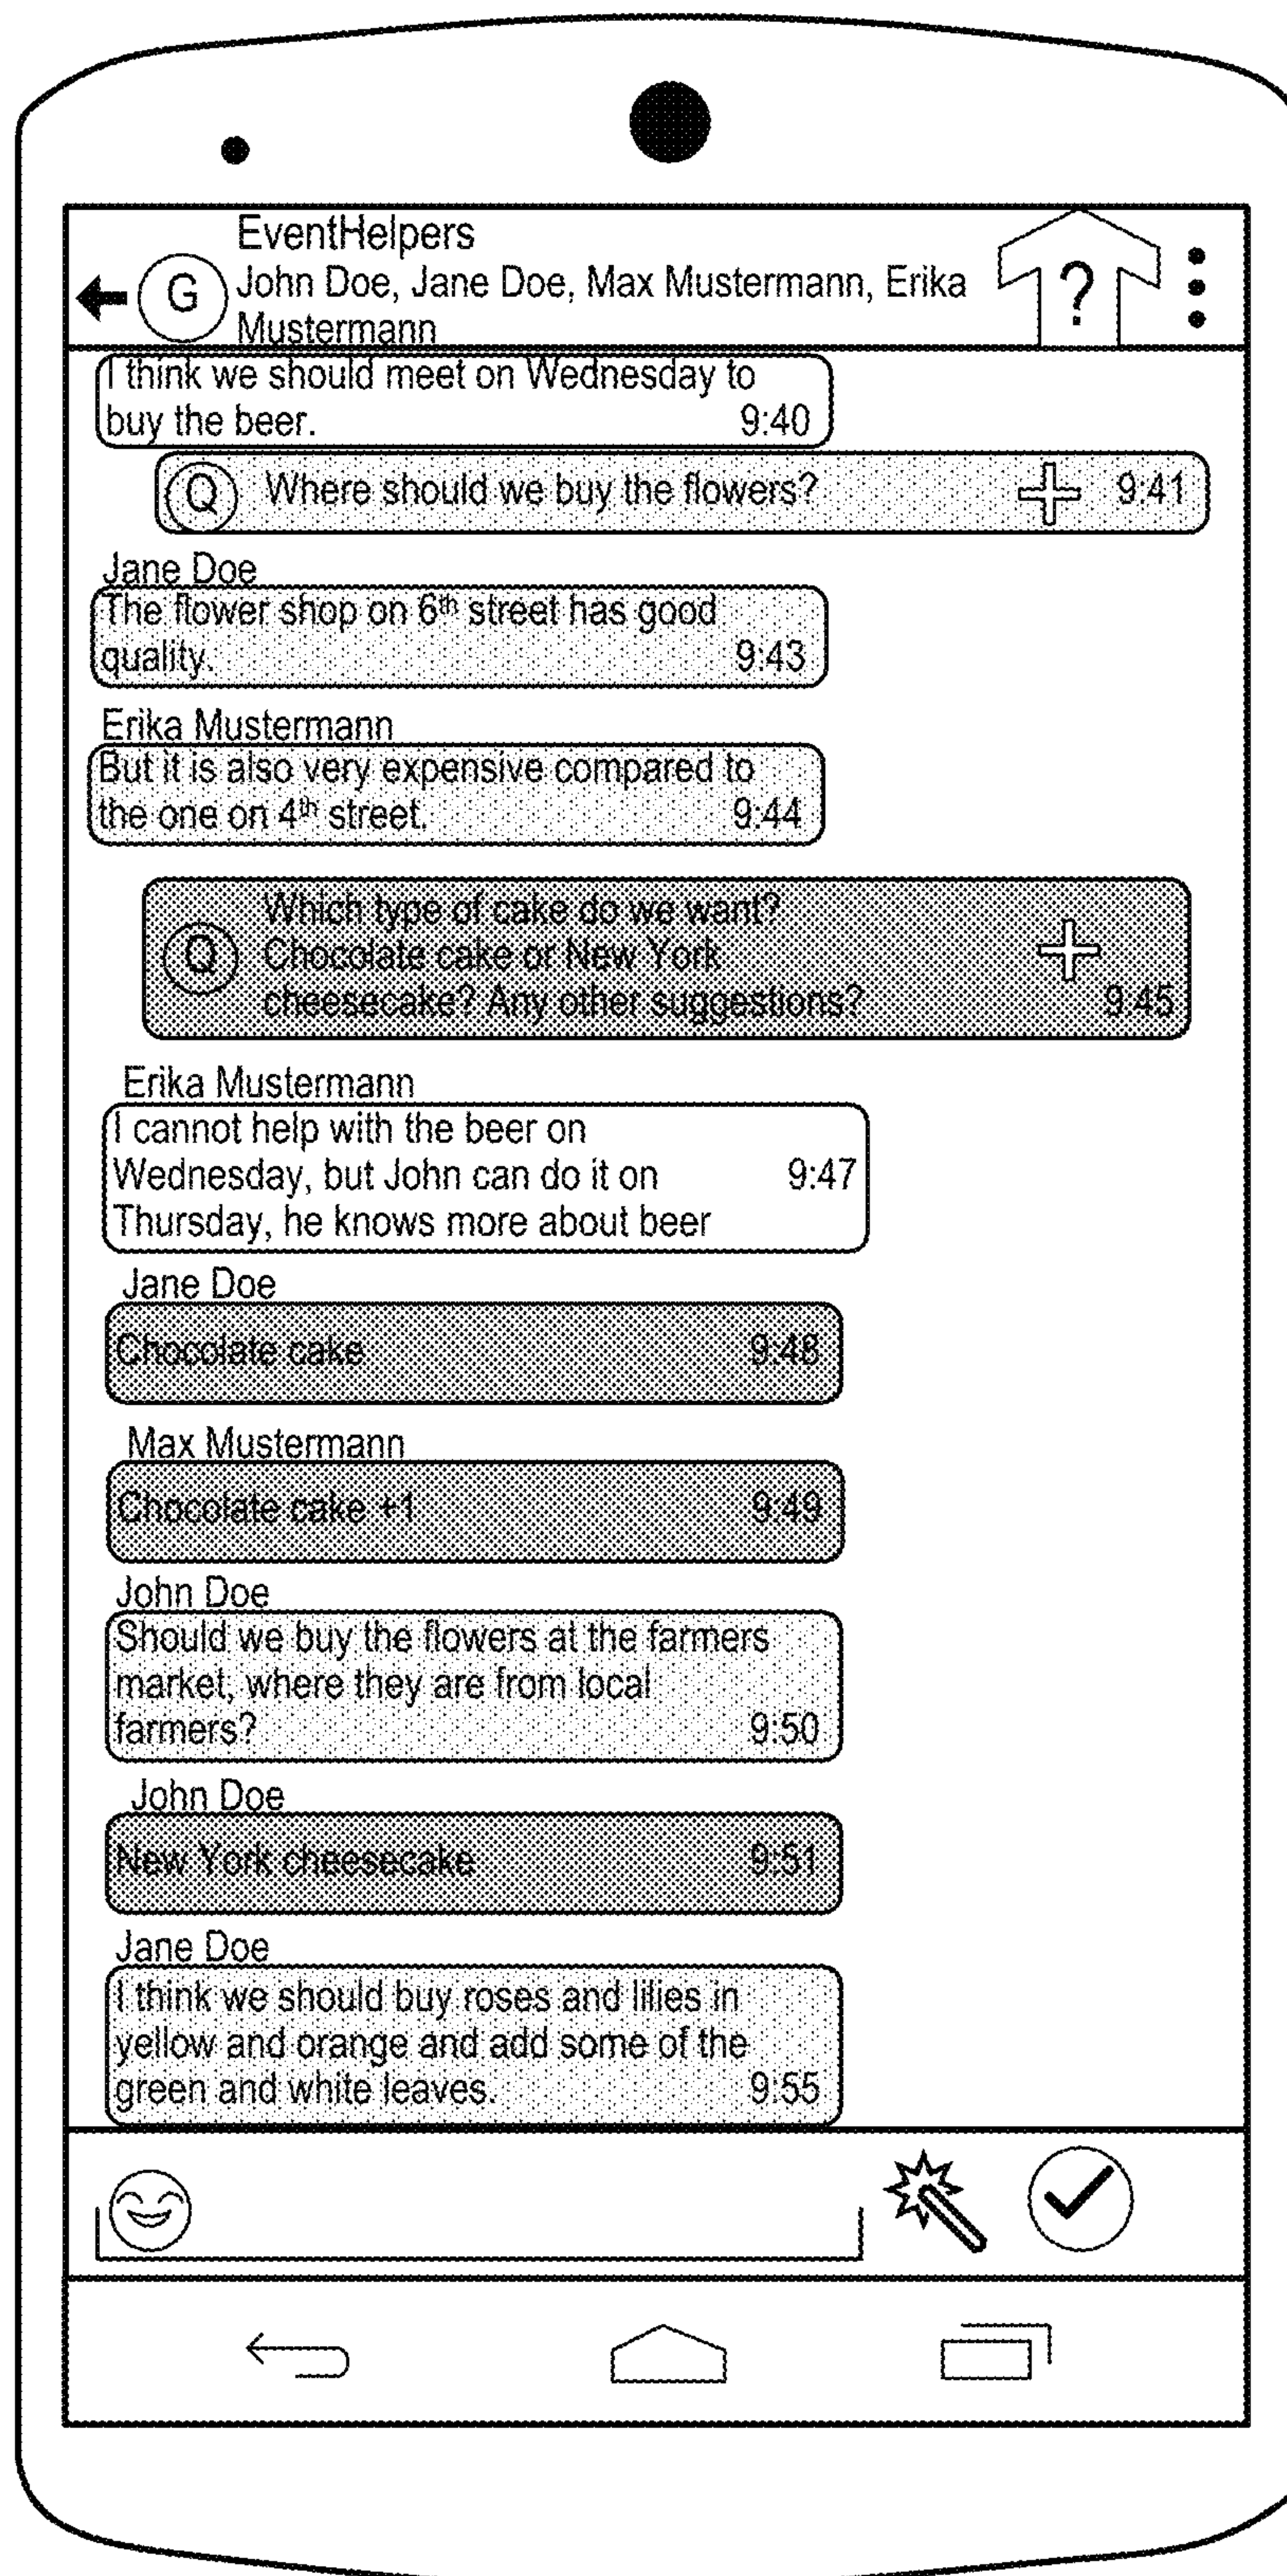 EventHelpers
G
John Doe, Jane Doe, Max Mustermann, Erika
Mustermann
?
I think we should meet on Wednesday to
buy the beer. 9:40
Q Where should we buy the flowers? 9:41
Jane Doe
The flower shop on 6th street has good
quality. 9:43
Erika Mustermann
But it is also very expensive compared to
the one on 4th street. 9:44
Which type of cake do we want?
Q Chocolate cake or New York
cheesecake? Any other suggestions? 9:45
Erika Mustermann
I cannot help with the beer on
Wednesday, but John can do it on 9:47
Thursday, he knows more about beer
Jane Doe
Chocolate cake 9:48
Max Mustermann
Chocolate cake +1 9:49
John Doe
Should we buy the flowers at the farmers
market, where they are from local
farmers? 9:50
John Doe
New York cheesecake 9:51
Jane Doe
I think we should buy roses and lilies in
yellow and orange and add some of the
green and white leaves. 9:55